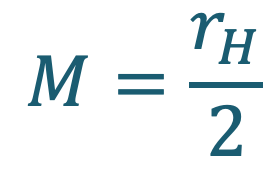 M = r_H / 2